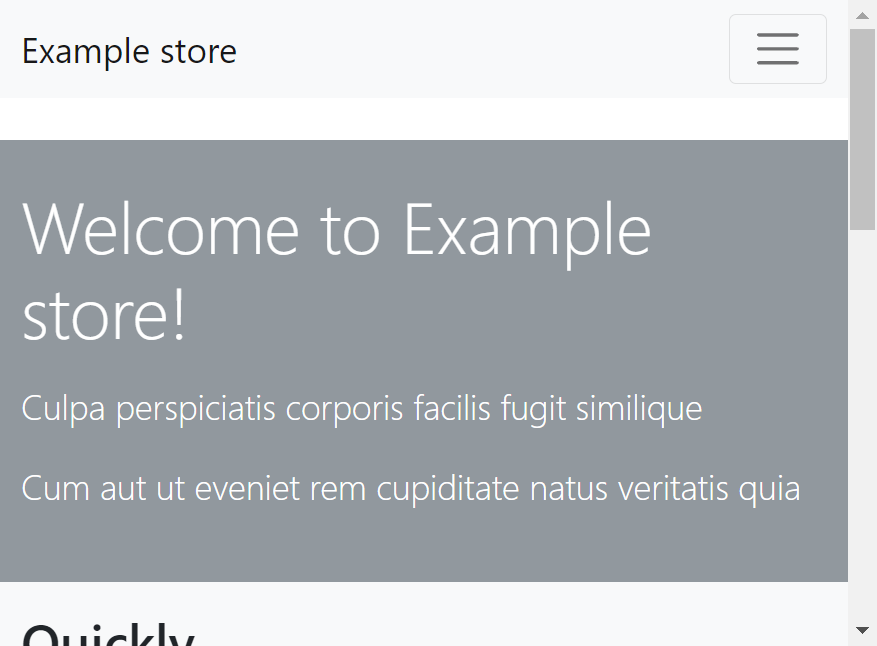 Example store
Welcome to Example
store!
Culpa perspiciatis corporis facilis fugit similique
Cum aut ut eveniet rem cupiditate natus veritatis quia
Quickly